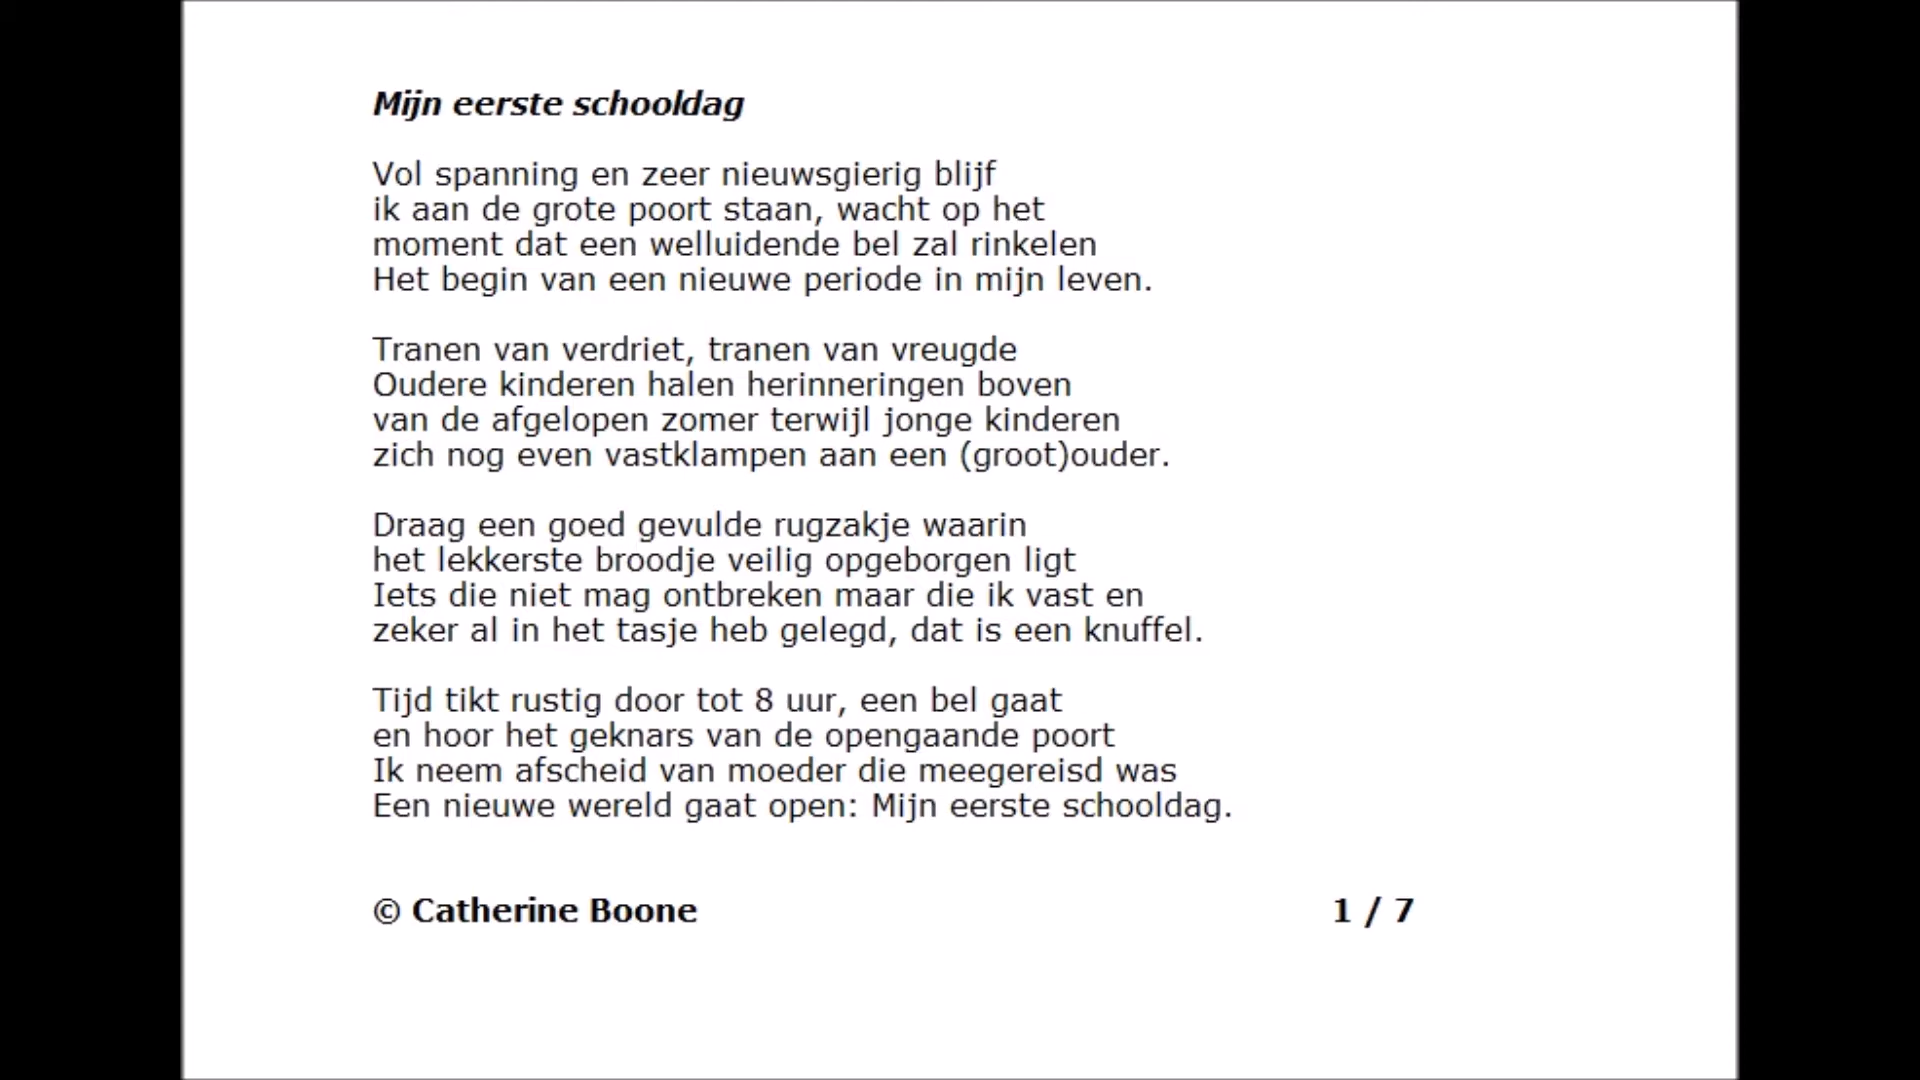 Mijn eerste schooldag
Vol spanning en zeer nieuwsgierig blijf
ik aan de grote poort staan, wacht op het
moment dat een welluidende bel zal rinkelen
Het begin van een nieuwe periode in mijn leven.
Tranen van verdriet, tranen van vreugde
Oudere kinderen halen herinneringen boven
van de afgelopen zomer terwijl jonge kinderen
zich nog even vastklampen aan een (groot)ouder.
Draag een goed gevulde rugzakje waarin
het lekkerste broodje veilig opgeborgen ligt
Iets die niet mag ontbreken maar die ik vast en
zeker al in het tasje heb gelegd, dat is een knuffel.
Tijd tikt rustig door tot 8 uur, een bel gaat
en hoor het geknars van de opengaande poort
Ik neem afscheid van moeder die meegereisd was
Een nieuwe wereld gaat open: Mijn eerste schooldag.
© Catherine Boone 1 / 7